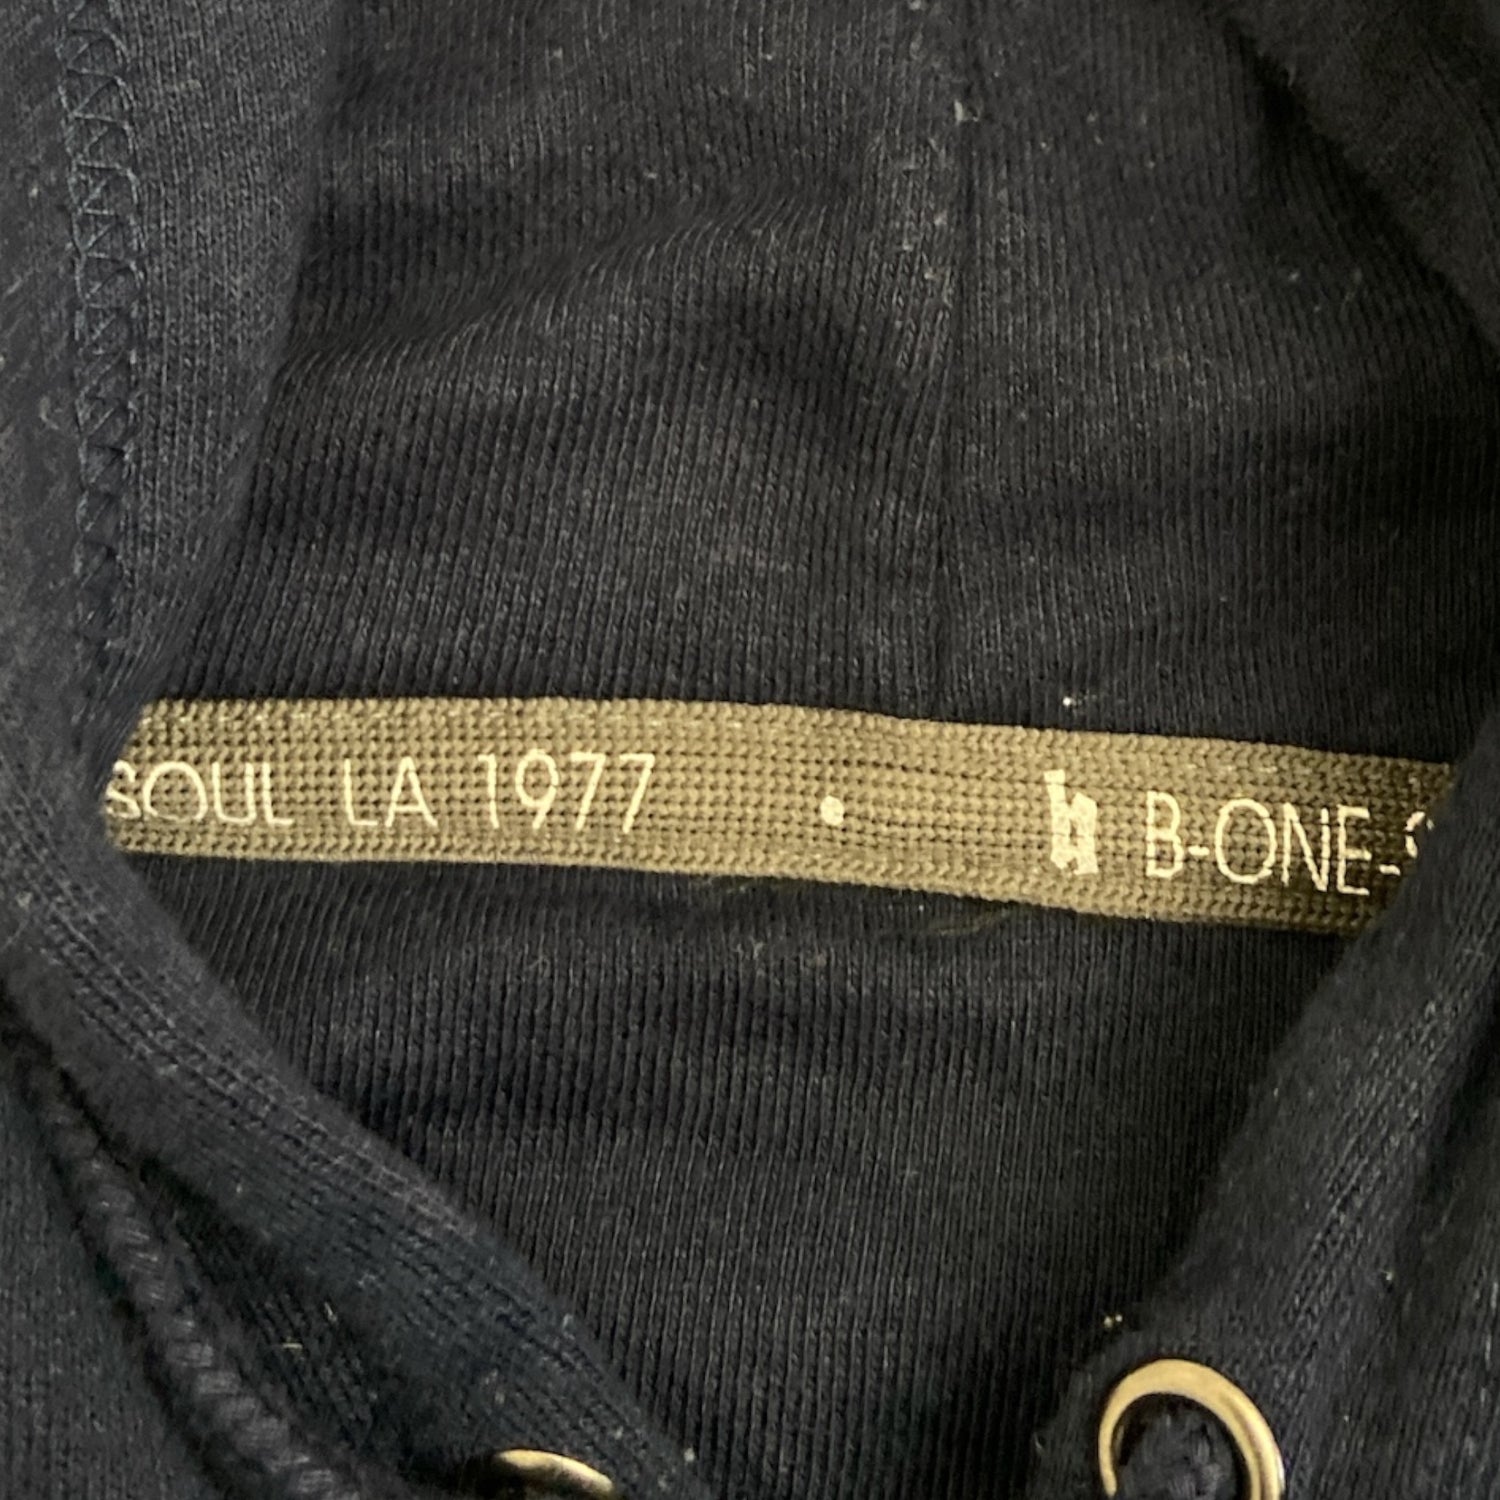 SOUL LA 1977 • B-ONE-